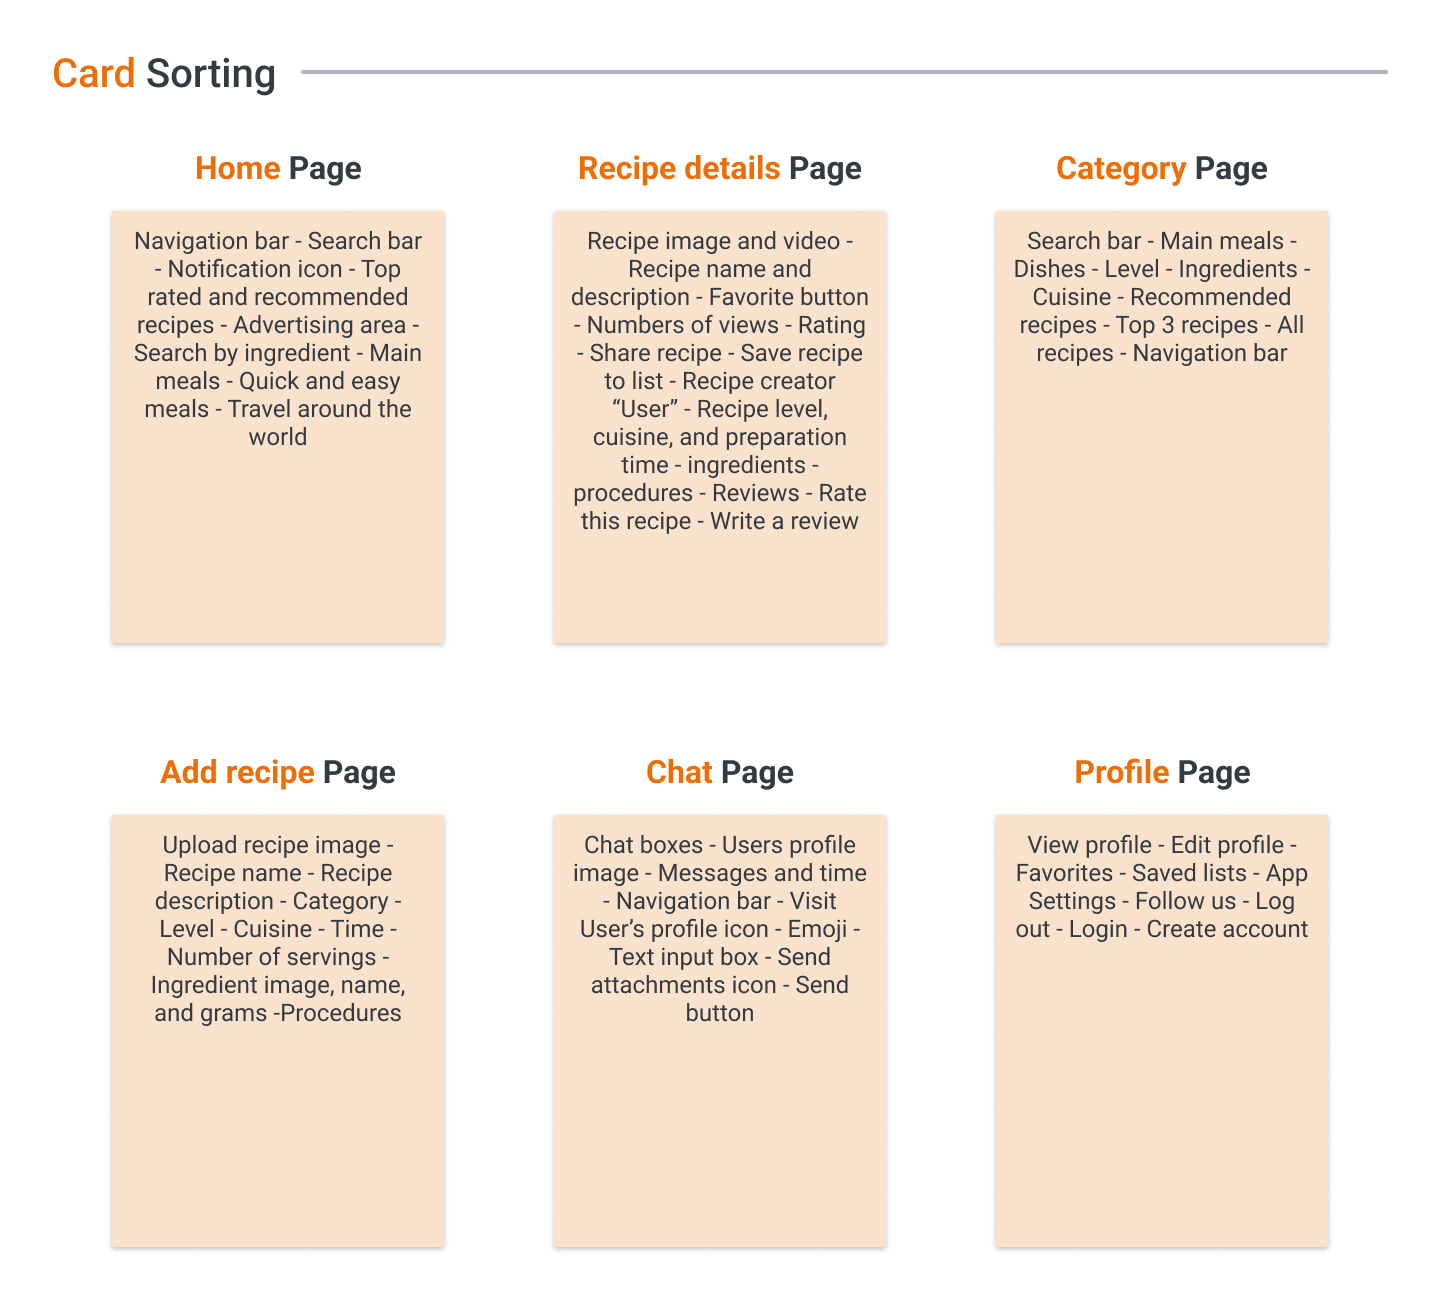 Card Sorting
Home Page
Navigation bar - Search bar
- Notification icon - Top
rated and recommended
recipes - Advertising area -
Search by ingredient - Main
meals - Quick and easy
meals - Travel around the
world
Recipe details Page
Recipe image and video -
Recipe name and
description - Favorite button
- Numbers of views - Rating
- Share recipe - Save recipe
to list - Recipe creator
“User” - Recipe level,
cuisine, and preparation
time - ingredients -
procedures - Reviews - Rate
this recipe - Write a review
Category Page
Search bar - Main meals -
Dishes - Level - Ingredients -
Cuisine - Recommended
recipes - Top 3 recipes - All
recipes - Navigation bar
Add recipe Page
Upload recipe image -
Recipe name - Recipe
description - Category -
Level - Cuisine - Time -
Number of servings -
Ingredient image, name,
and grams -Procedures
Chat Page
Chat boxes - Users profile
image - Messages and time
- Navigation bar - Visit
User’s profile icon - Emoji -
Text input box - Send
attachments icon - Send
button
Profile Page
View profile - Edit profile -
Favorites - Saved lists - App
Settings - Follow us - Log
out - Login - Create account